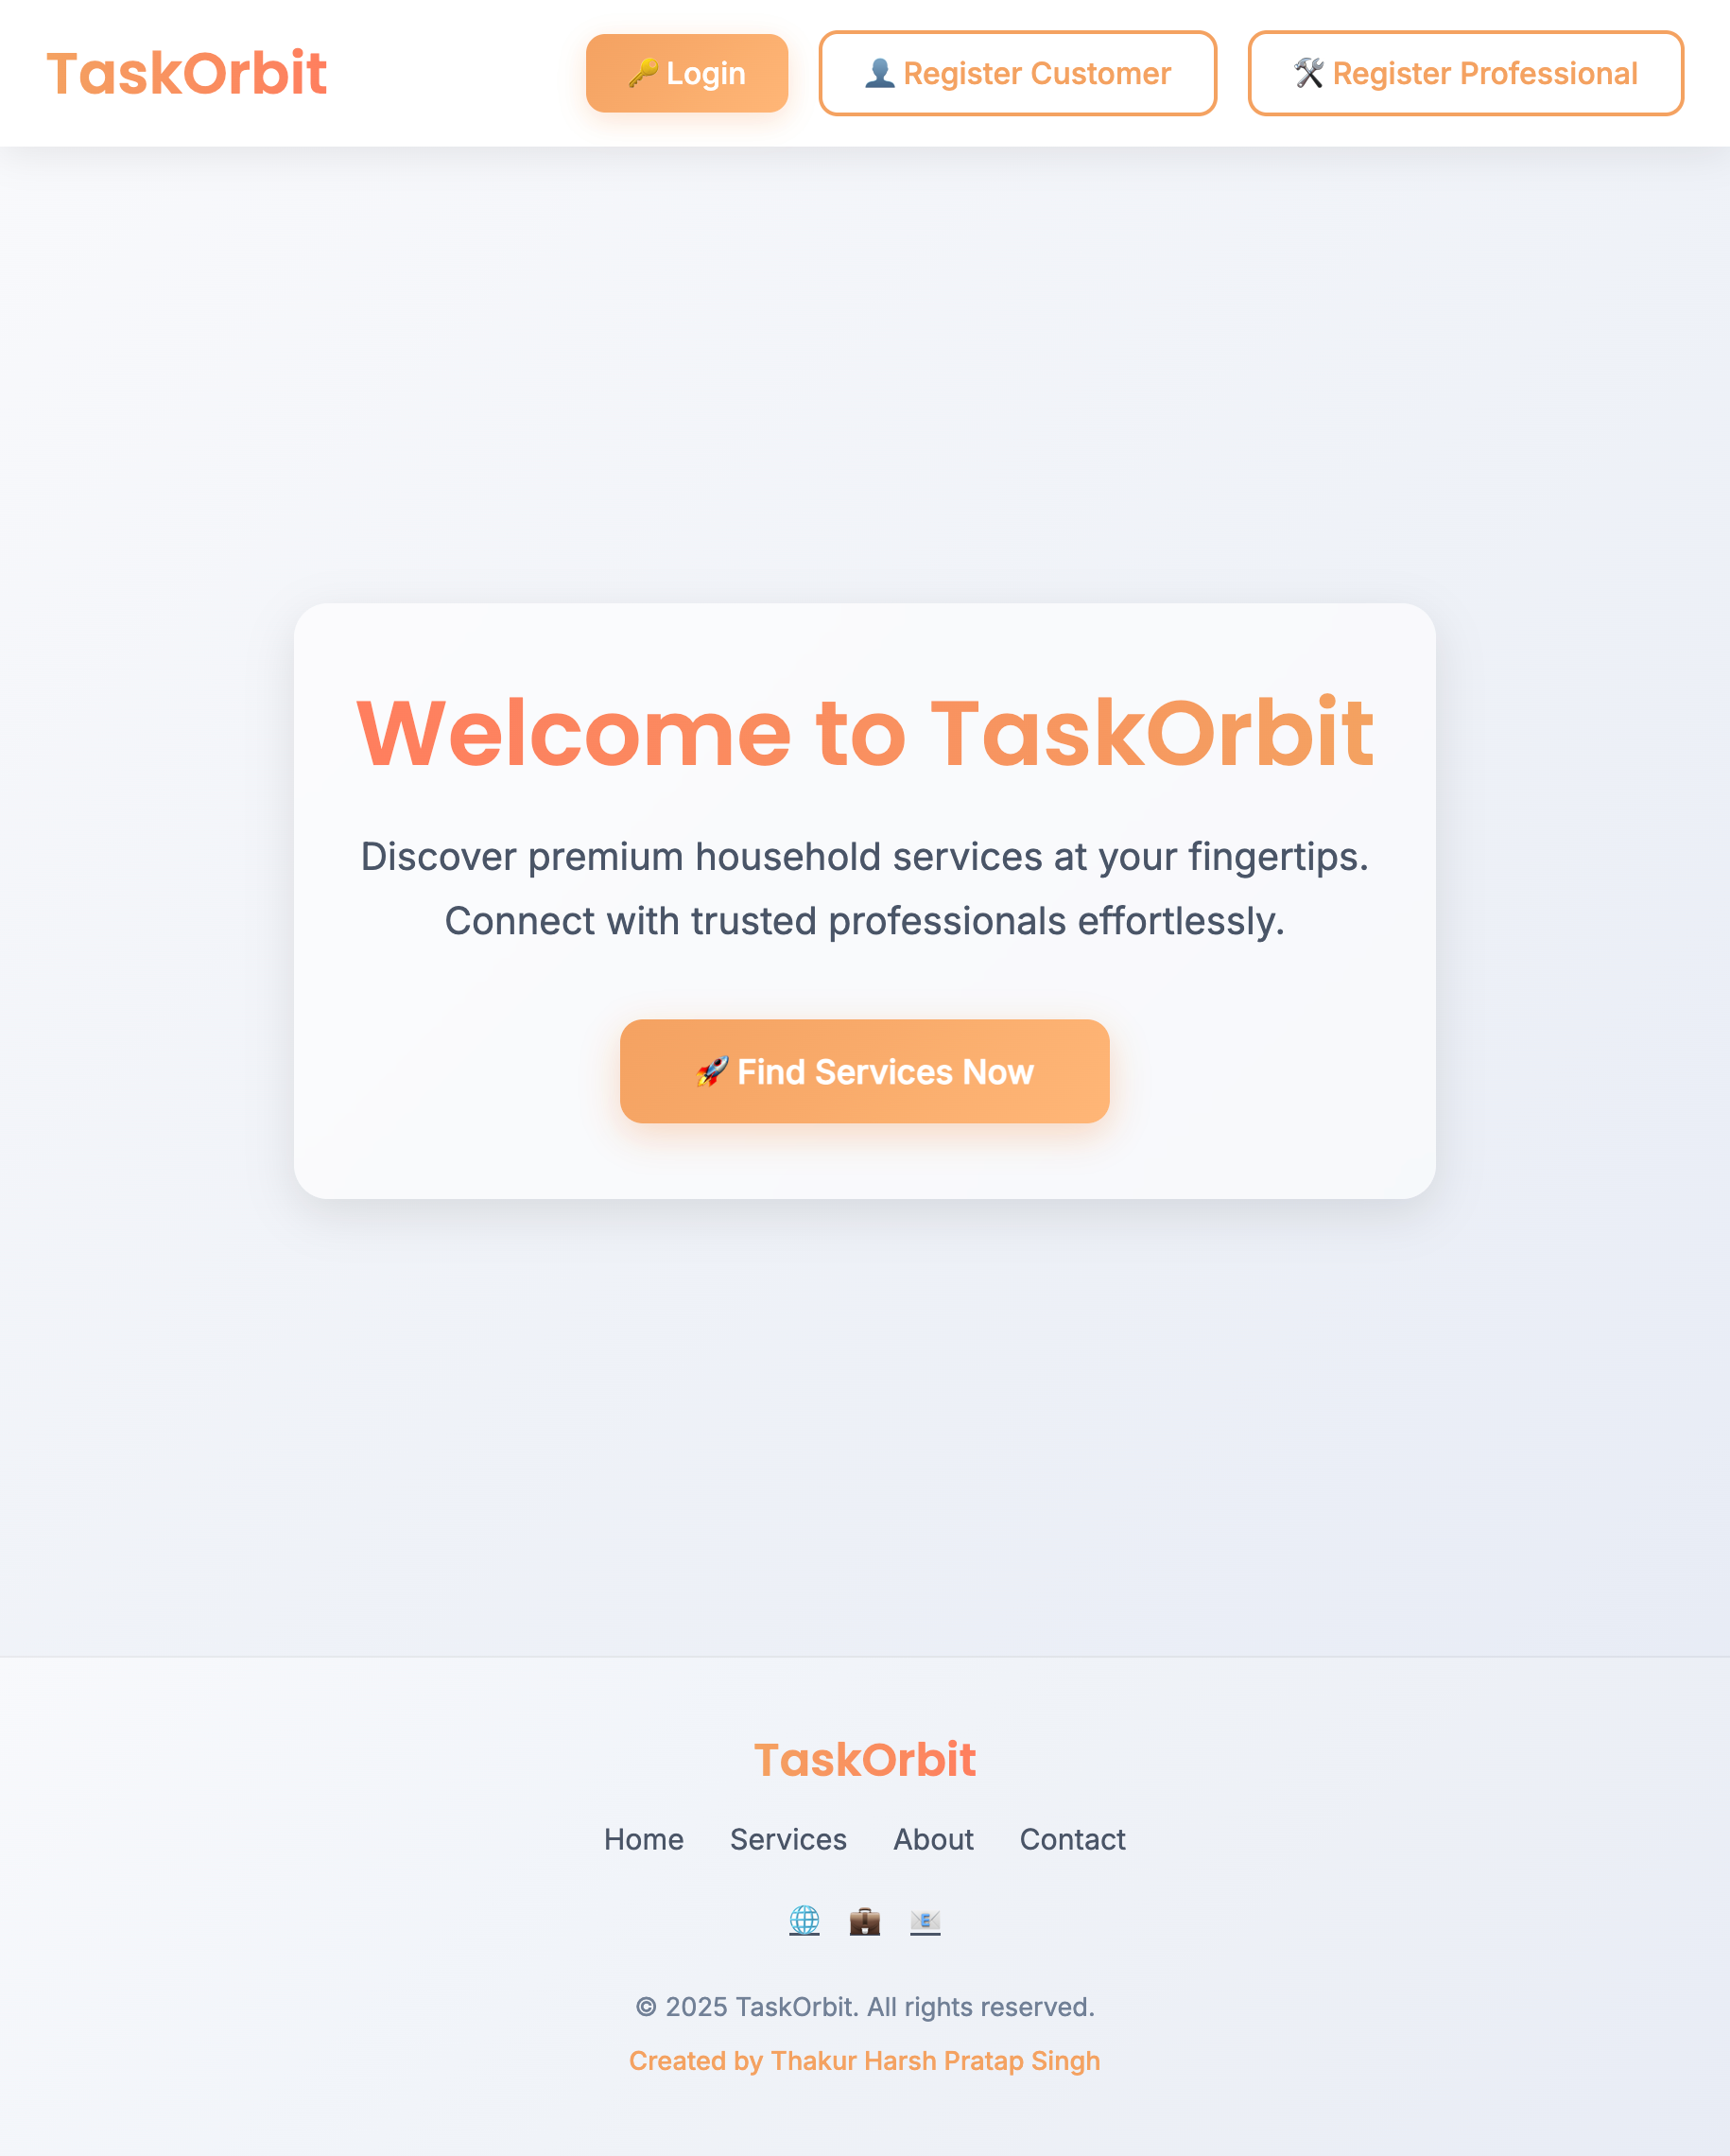 TaskOrbit
🔑 Login
👤 Register Customer
🛠 Register Professional
Welcome to TaskOrbit
Discover premium household services at your fingertips.
Connect with trusted professionals effortlessly.
🚀 Find Services Now
TaskOrbit
Home Services About Contact
🌐 💼 📧
© 2025 TaskOrbit. All rights reserved.
Created by Thakur Harsh Pratap Singh